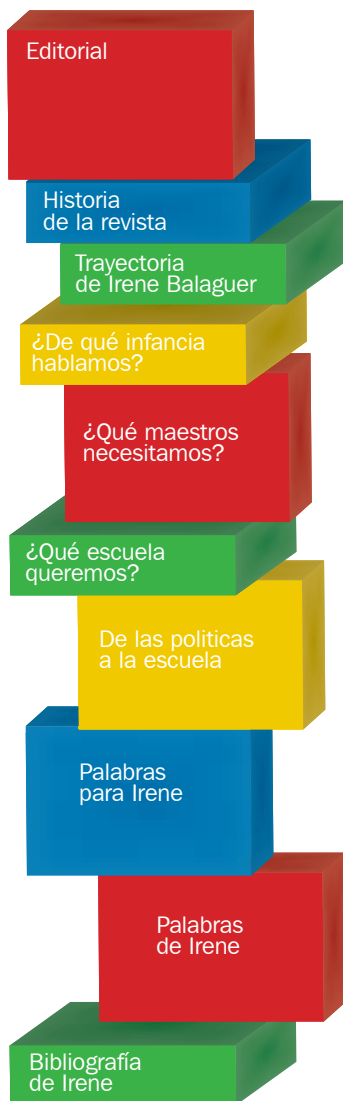 Editorial
Historia
de la revista
Trayectoria
de Irene Balaguer
¿De qué infancia
hablamos?
¿Qué maestros
necesitamos?
¿Qué escuela
queremos?
De las politicas
a la escuela
Palabras
para Irene
Palabras
de Irene
Bibliografía
de Irene